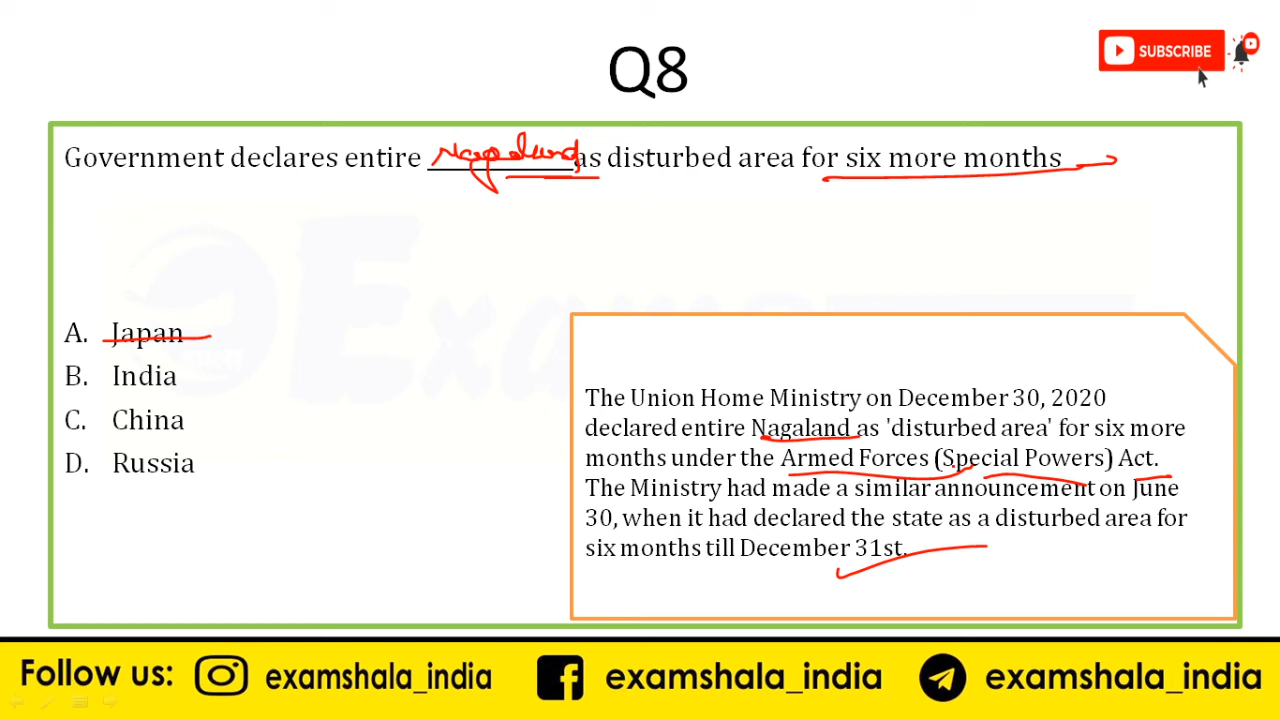 Q8
SUBSCRIBE
Government declares entire Nagaland as disturbed area for six more months
A. Japan
B. India
C. China
D. Russia
The Union Home Ministry on December 30, 2020
declared entire Nagaland as 'disturbed area' for six more
months under the Armed Forces (Special Powers) Act.
The Ministry had made a similar announcement on June
30, when it had declared the state as a disturbed area for
six months till December 31st.
Follow us: examshala_india examshala_india examshala_india